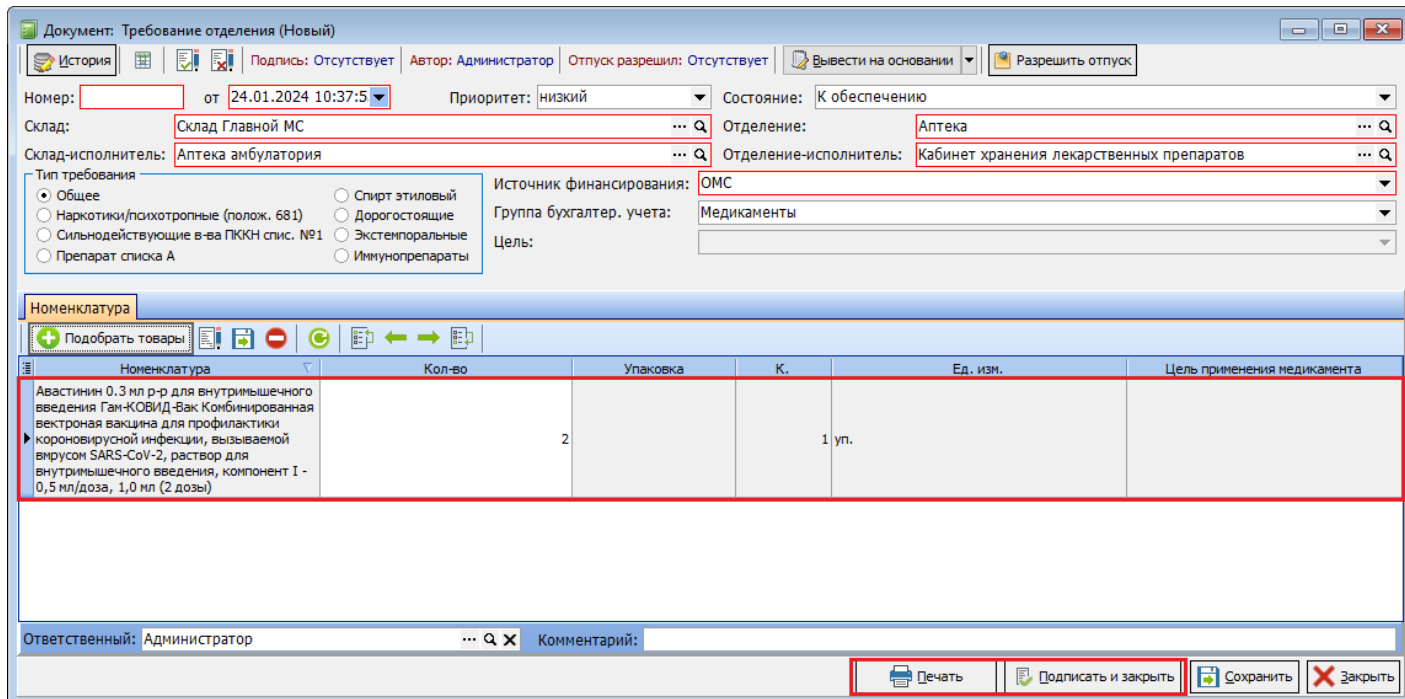 Документ: Требование отделения (Новый)
История Подпись: Отсутствует Автор: Администратор Отпуск разрешил: Отсутствует Вывести на основании Разрешить отпуск
Номер: от 24.01.2024 10:37:5 Приоритет: низкий Состояние: К обеспечению
Склад: Склад Главной МС Отделение: Аптека
Склад-исполнитель: Аптека амбулатория Отделение-исполнитель: Кабинет хранения лекарственных препаратов
Тип требования
Общее Спирт этиловый
Наркотики/психотропные (полож. 681) Дорогостоящие
Сильнодействующие в-ва ПККН спис. №1 Экстемпоральные
Препарат списка А Иммунопрепараты
Источник финансирования: ОМС
Группа бухгалтер. учета: Медикаменты
Цель:
Номенклатура
Подобрать товары
Номенклатура Кол-во Упаковка К. Ед. изм. Цель применения медикамента
Авастинин 0.3 мл р-р для внутримышечного
введения Гам-КОВИД-Вак Комбинированная
вектроная вакцина для профилактики
короновирусной инфекции, вызываемой 2 1 уп.
вмрусом SARS-CoV-2, раствор для
внутримышечного введения, компонент I -
0,5 мл/доза, 1,0 мл (2 дозы)
Ответственный: Администратор Комментарий:
Печать Подписать и закрыть Сохранить Закрыть